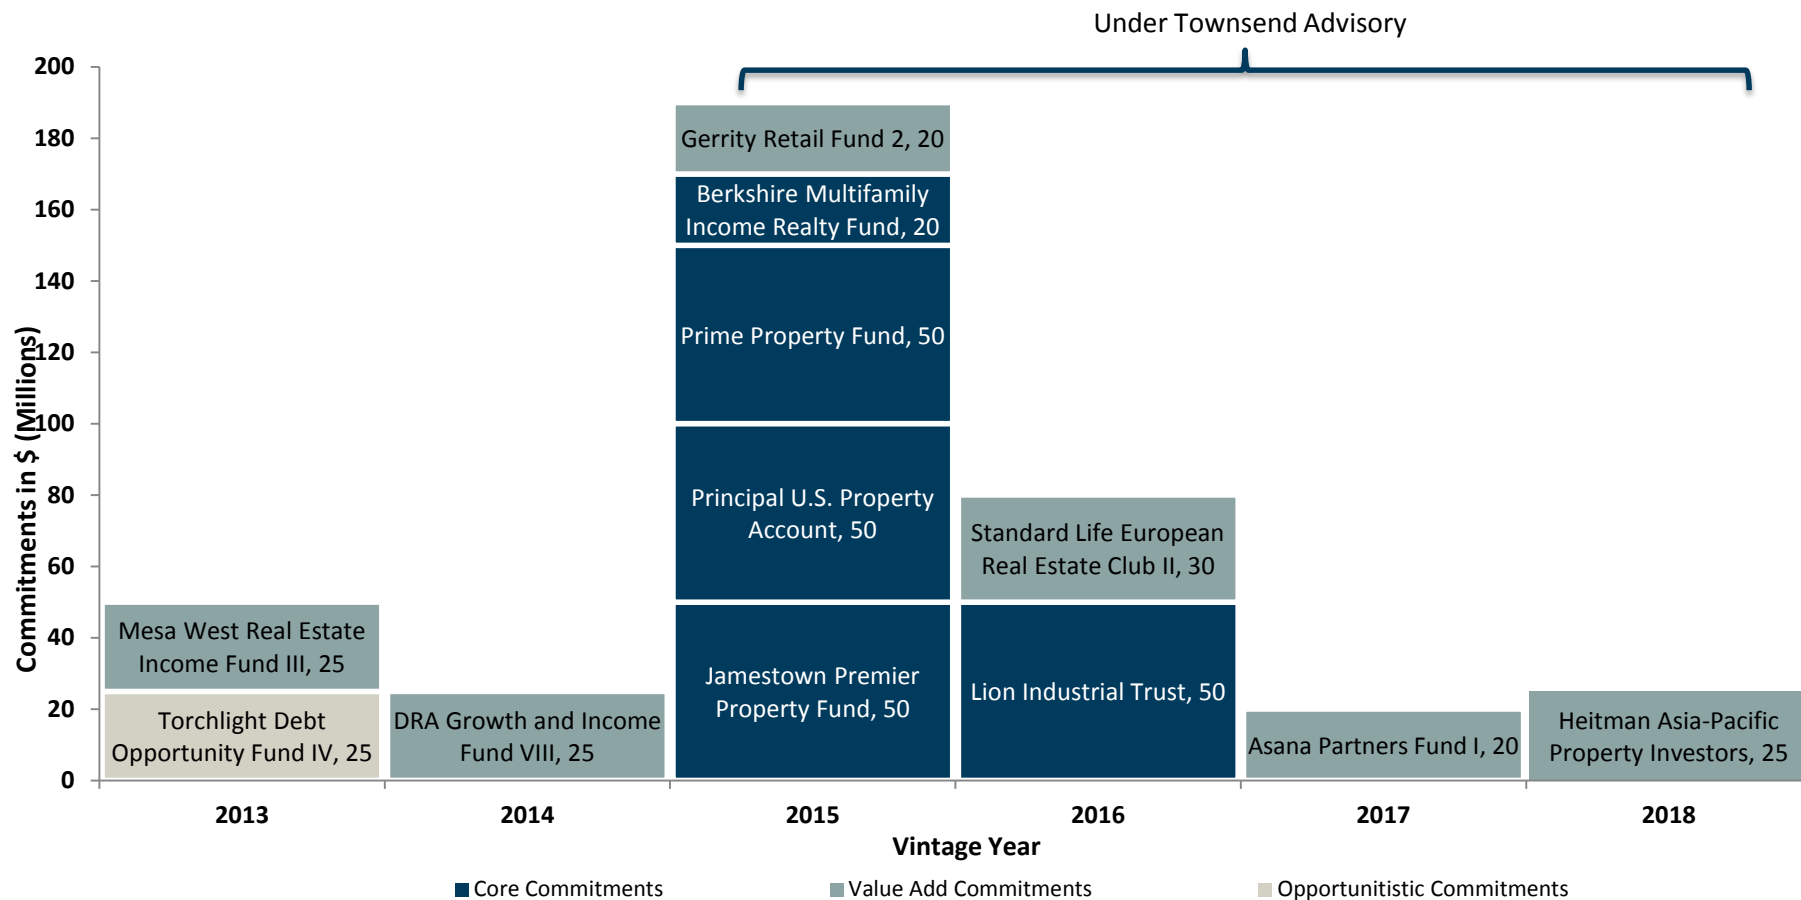 Under Townsend Advisory
200
180
160
140
120
100
80
60
40
20
0
Commitments in $ (Millions)
Gerrity Retail Fund 2, 20
Berkshire Multifamily
Income Realty Fund, 20
Prime Property Fund, 50
Principal U.S. Property
Account, 50
Jamestown Premier
Property Fund, 50
Mesa West Real Estate
Income Fund III, 25
Torchlight Debt
Opportunity Fund IV, 25
DRA Growth and Income
Fund VIII, 25
Standard Life European
Real Estate Club II, 30
Lion Industrial Trust, 50
Asana Partners Fund I, 20
Heitman Asia-Pacific
Property Investors, 25
2013
2014
2015
2016
2017
2018
Vintage Year
Core Commitments
Value Add Commitments
Opportunitistic Commitments